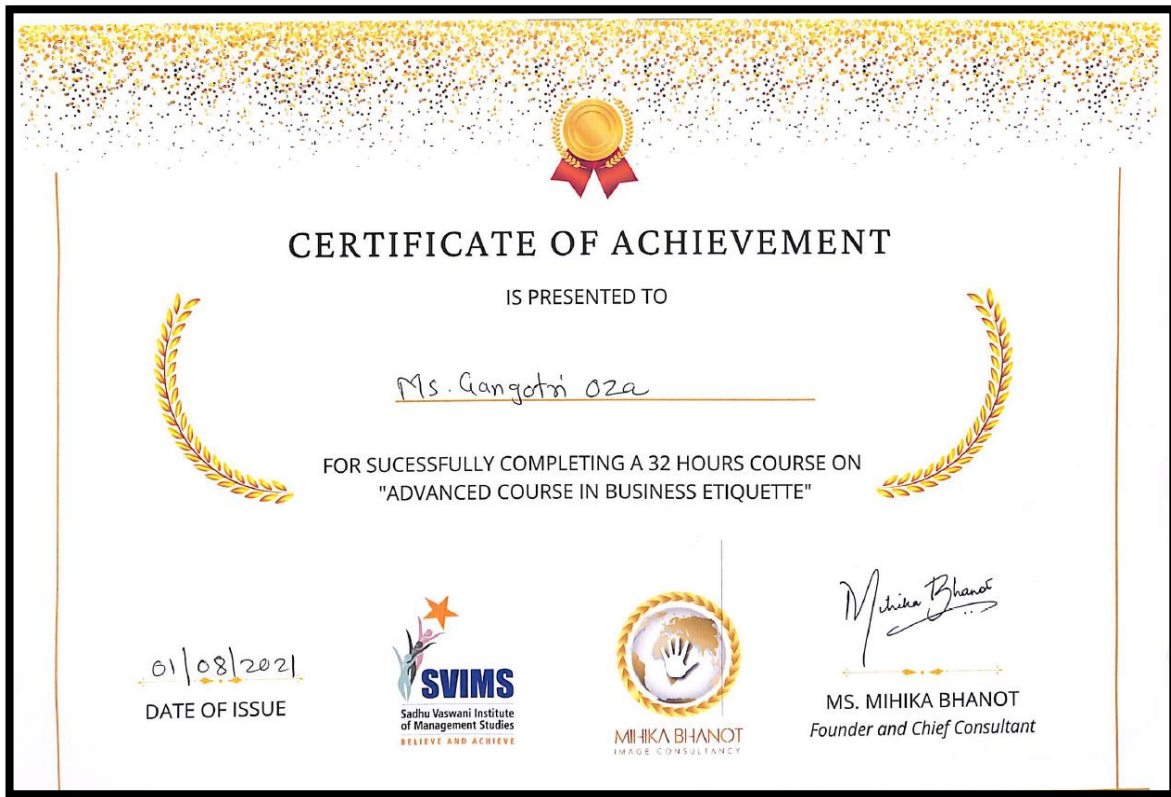 CERTIFICATE OF ACHIEVEMENT
IS PRESENTED TO
Ms. Gangotri Oza
FOR SUCESSFULLY COMPLETING A 32 HOURS COURSE ON
"ADVANCED COURSE IN BUSINESS ETIQUETTE"
Mihika Bhanot
01/08/2021
DATE OF ISSUE
SVIMS
Sadhu Vaswani Institute
of Management Studies
BELIEVE AND ACHIEVE
MIHIKA BHANOT
IMAGE CONSULTANCY
MS. MIHIKA BHANOT
Founder and Chief Consultant